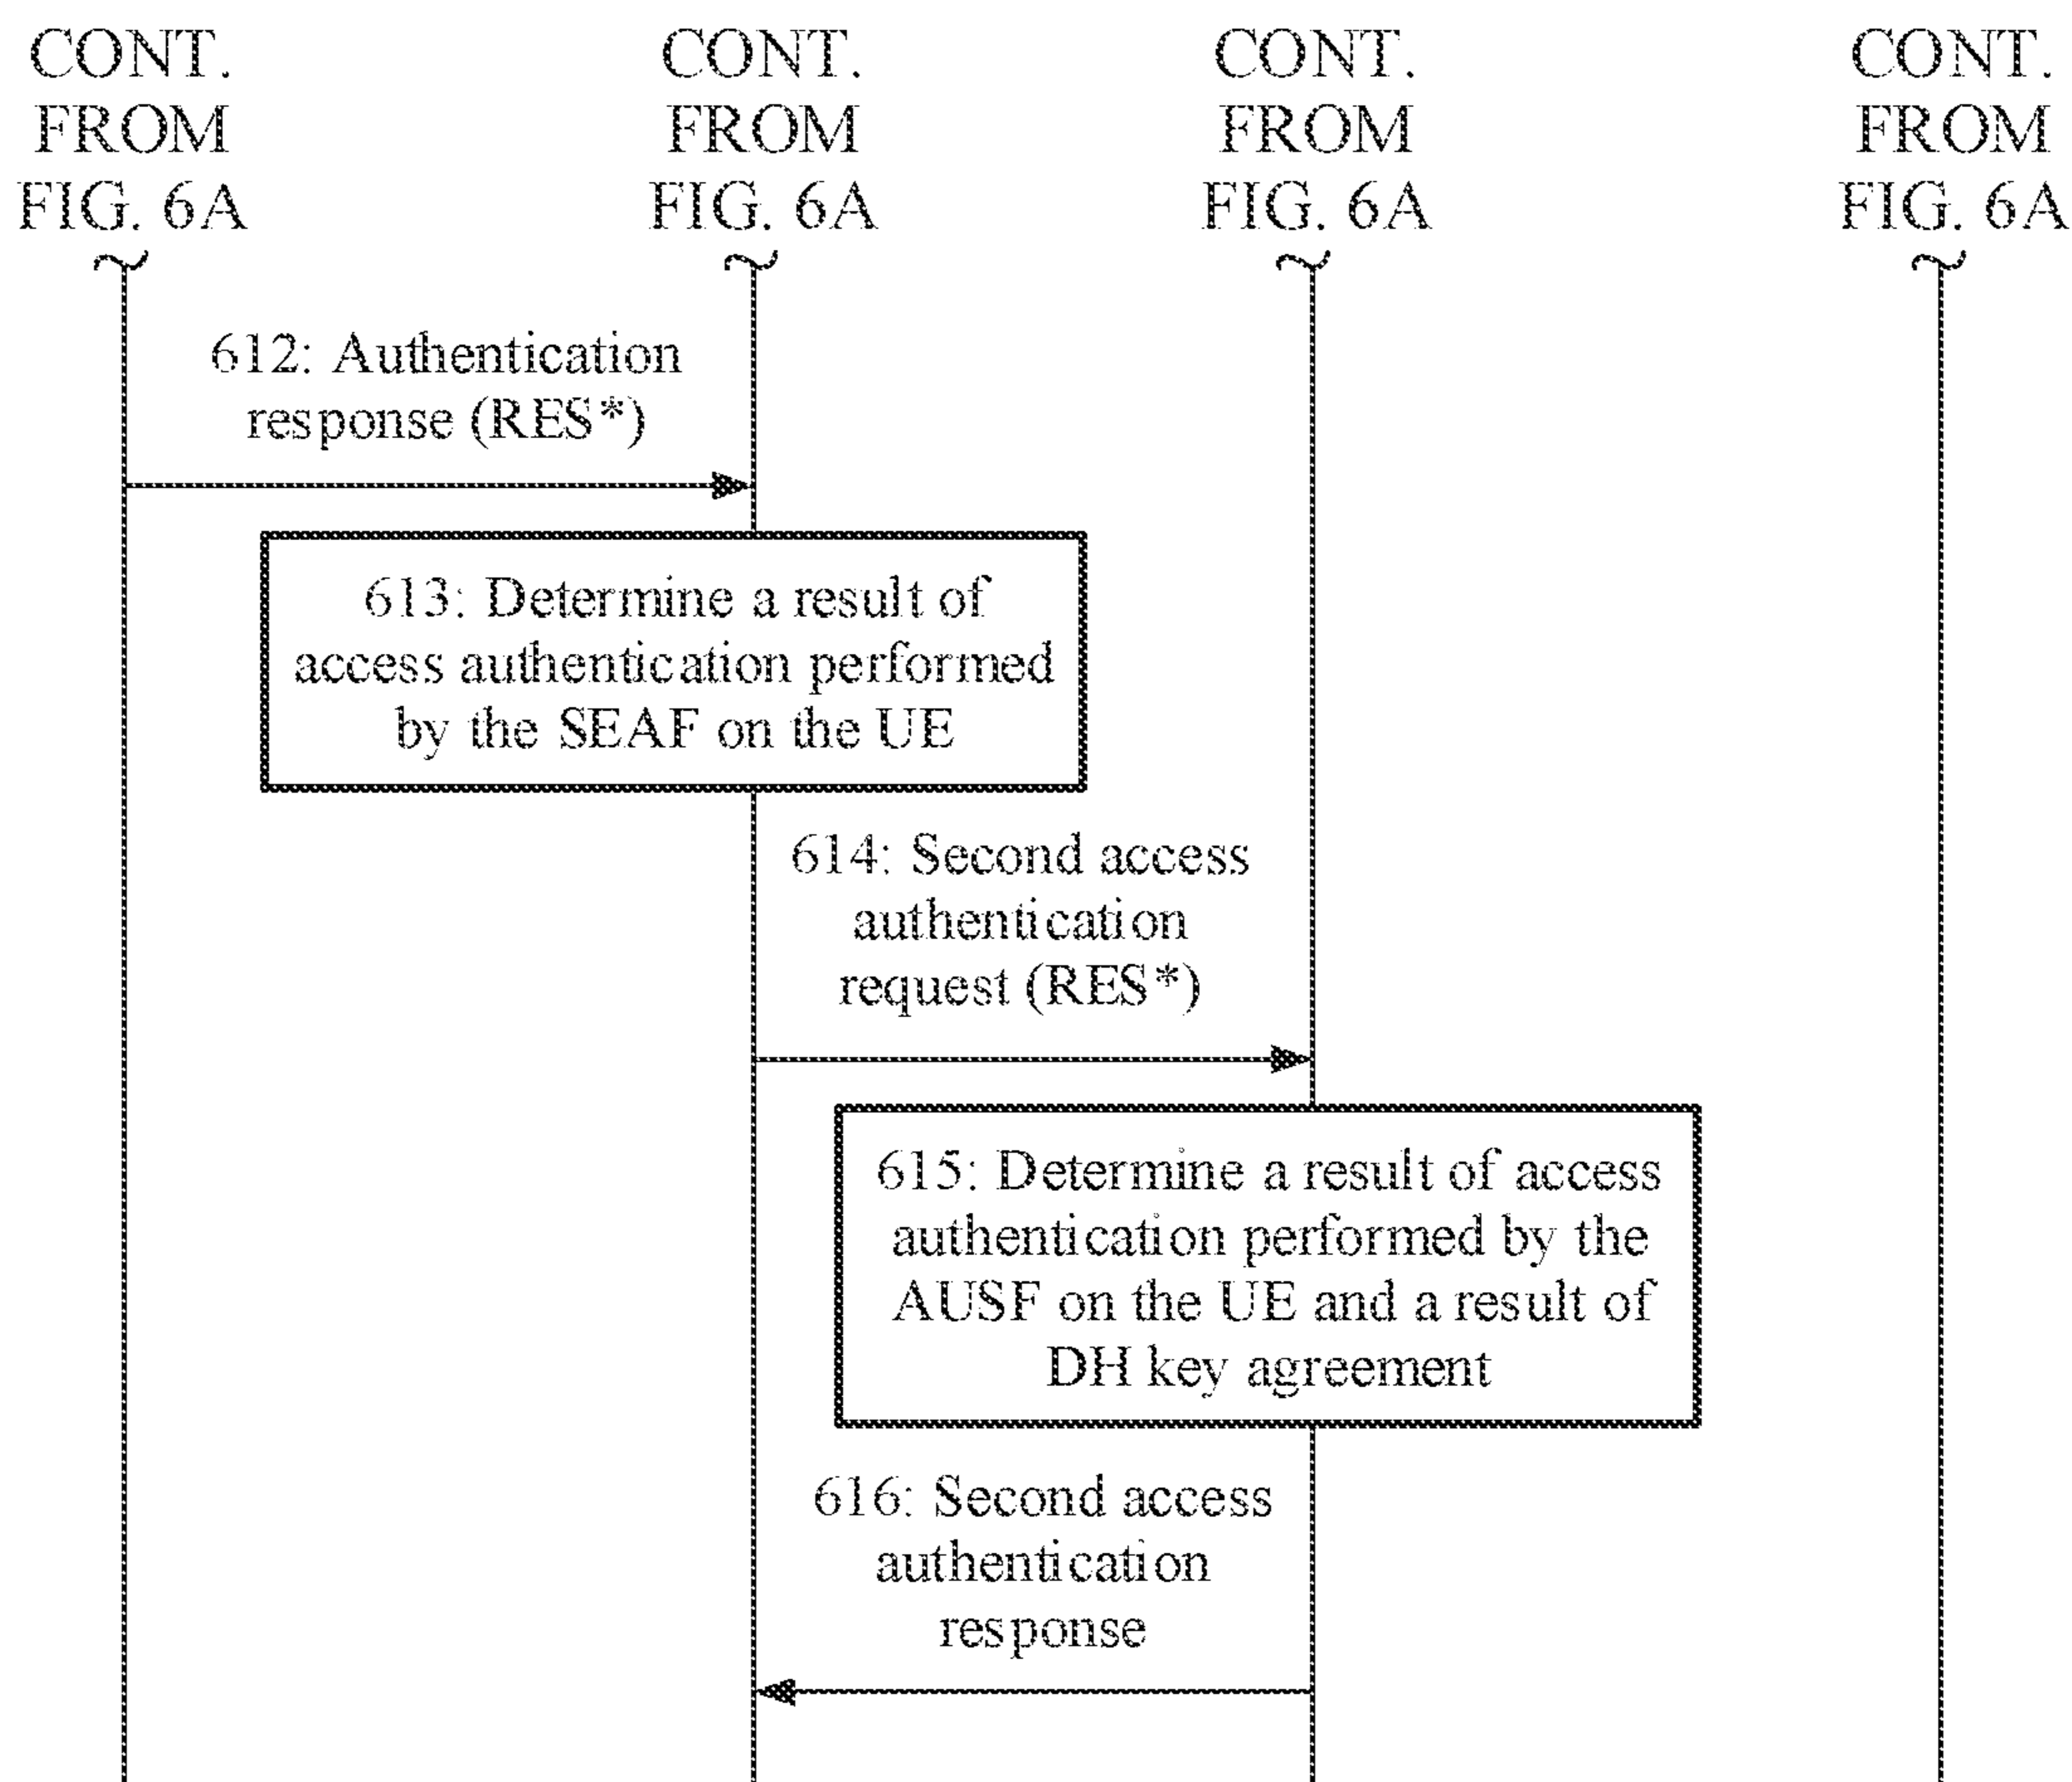 CONT.
FROM
FIG. 6A
CONT.
FROM
FIG. 6A
CONT.
FROM
FIG. 6A
CONT.
FROM
FIG. 6A
612: Authentication
response (RES*)
613: Determine a result of
access authentication performed
by the SEAF on the UE
614: Second access
authentication
request (RES*)
615: Determine a result of access
authentication performed by the
AUSF on the UE and a result of
DH key agreement
616: Second access
authentication
response